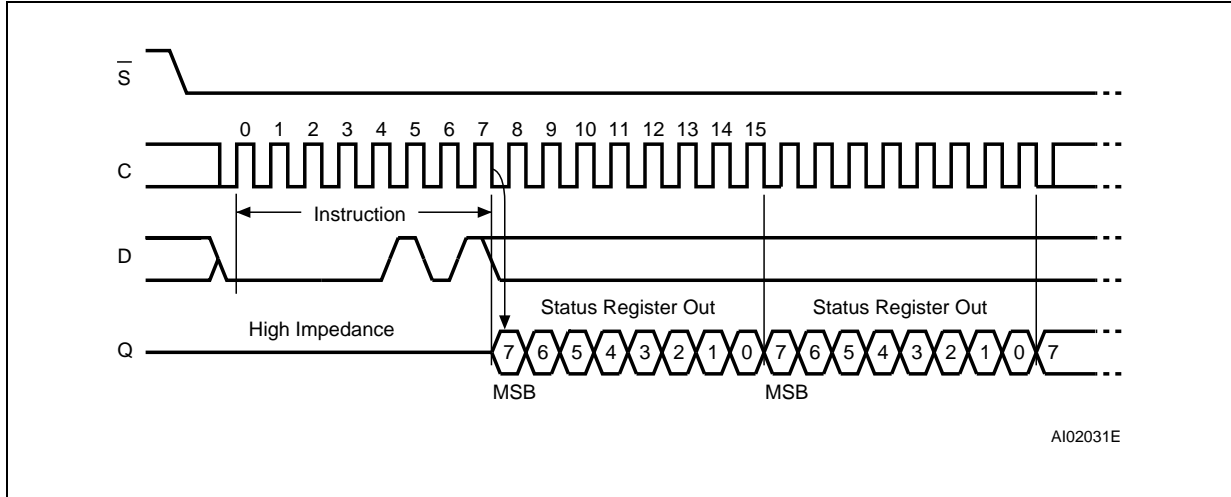 S
0 1 2 3 4 5 6 7 8 9 10 11 12 13 14 15
C
Instruction
D
Status Register Out Status Register Out
High Impedance
Q
7 6 5 4 3 2 1 0 7 6 5 4 3 2 1 0 7
MSB MSB
AI02031E